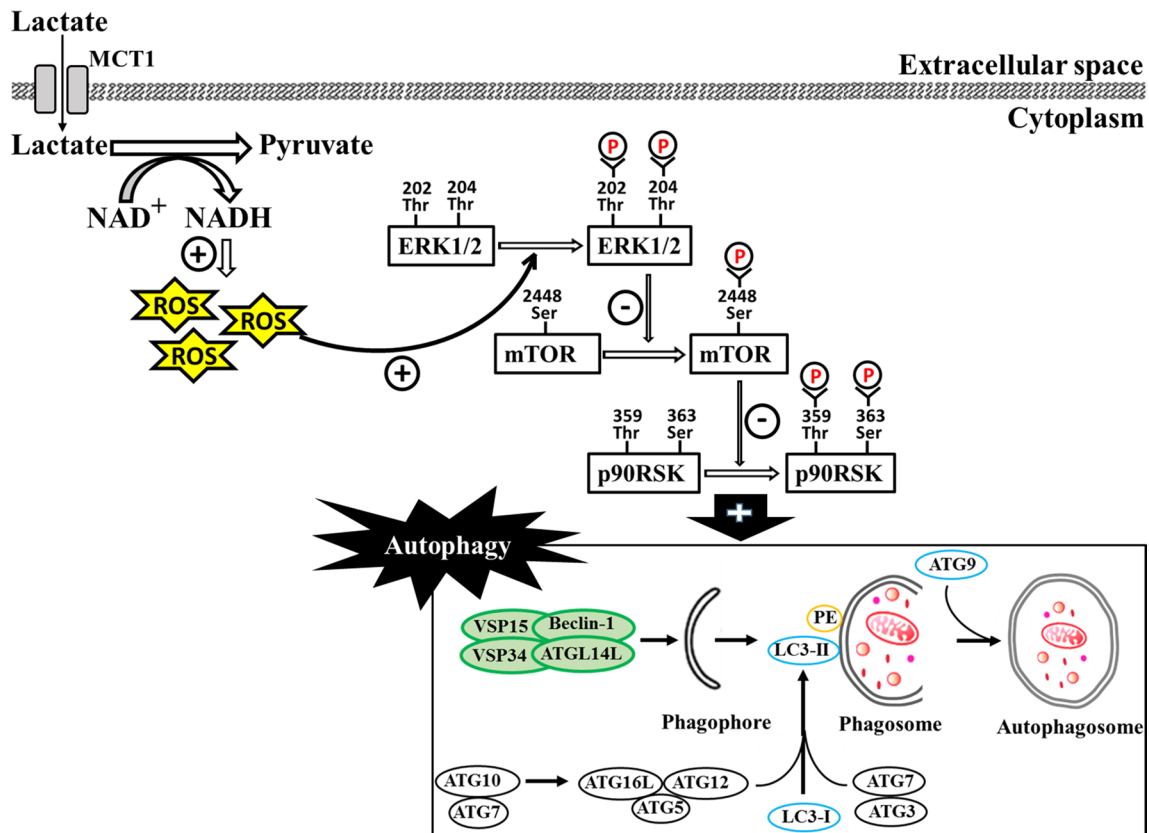 Lactate
MCT1
Extracellular space
Cytoplasm
Lactate
Pyruvate
NAD+
NADH
+
ROS
ROS
ROS
+
202
Thr
204
Thr
ERK1/2
P
P
202
Thr
204
Thr
ERK1/2
-
2448
Ser
mTOR
P
2448
Ser
mTOR
-
359
Thr
363
Ser
p90RSK
P
P
359
Thr
363
Ser
p90RSK
+
Autophagy
VSP15
Beclin-1
VSP34
ATGL14L
Phagophore
PE
LC3-II
Phagosome
ATG9
Autophagosome
ATG10
ATG7
ATG16L
ATG12
ATG5
LC3-I
ATG7
ATG3